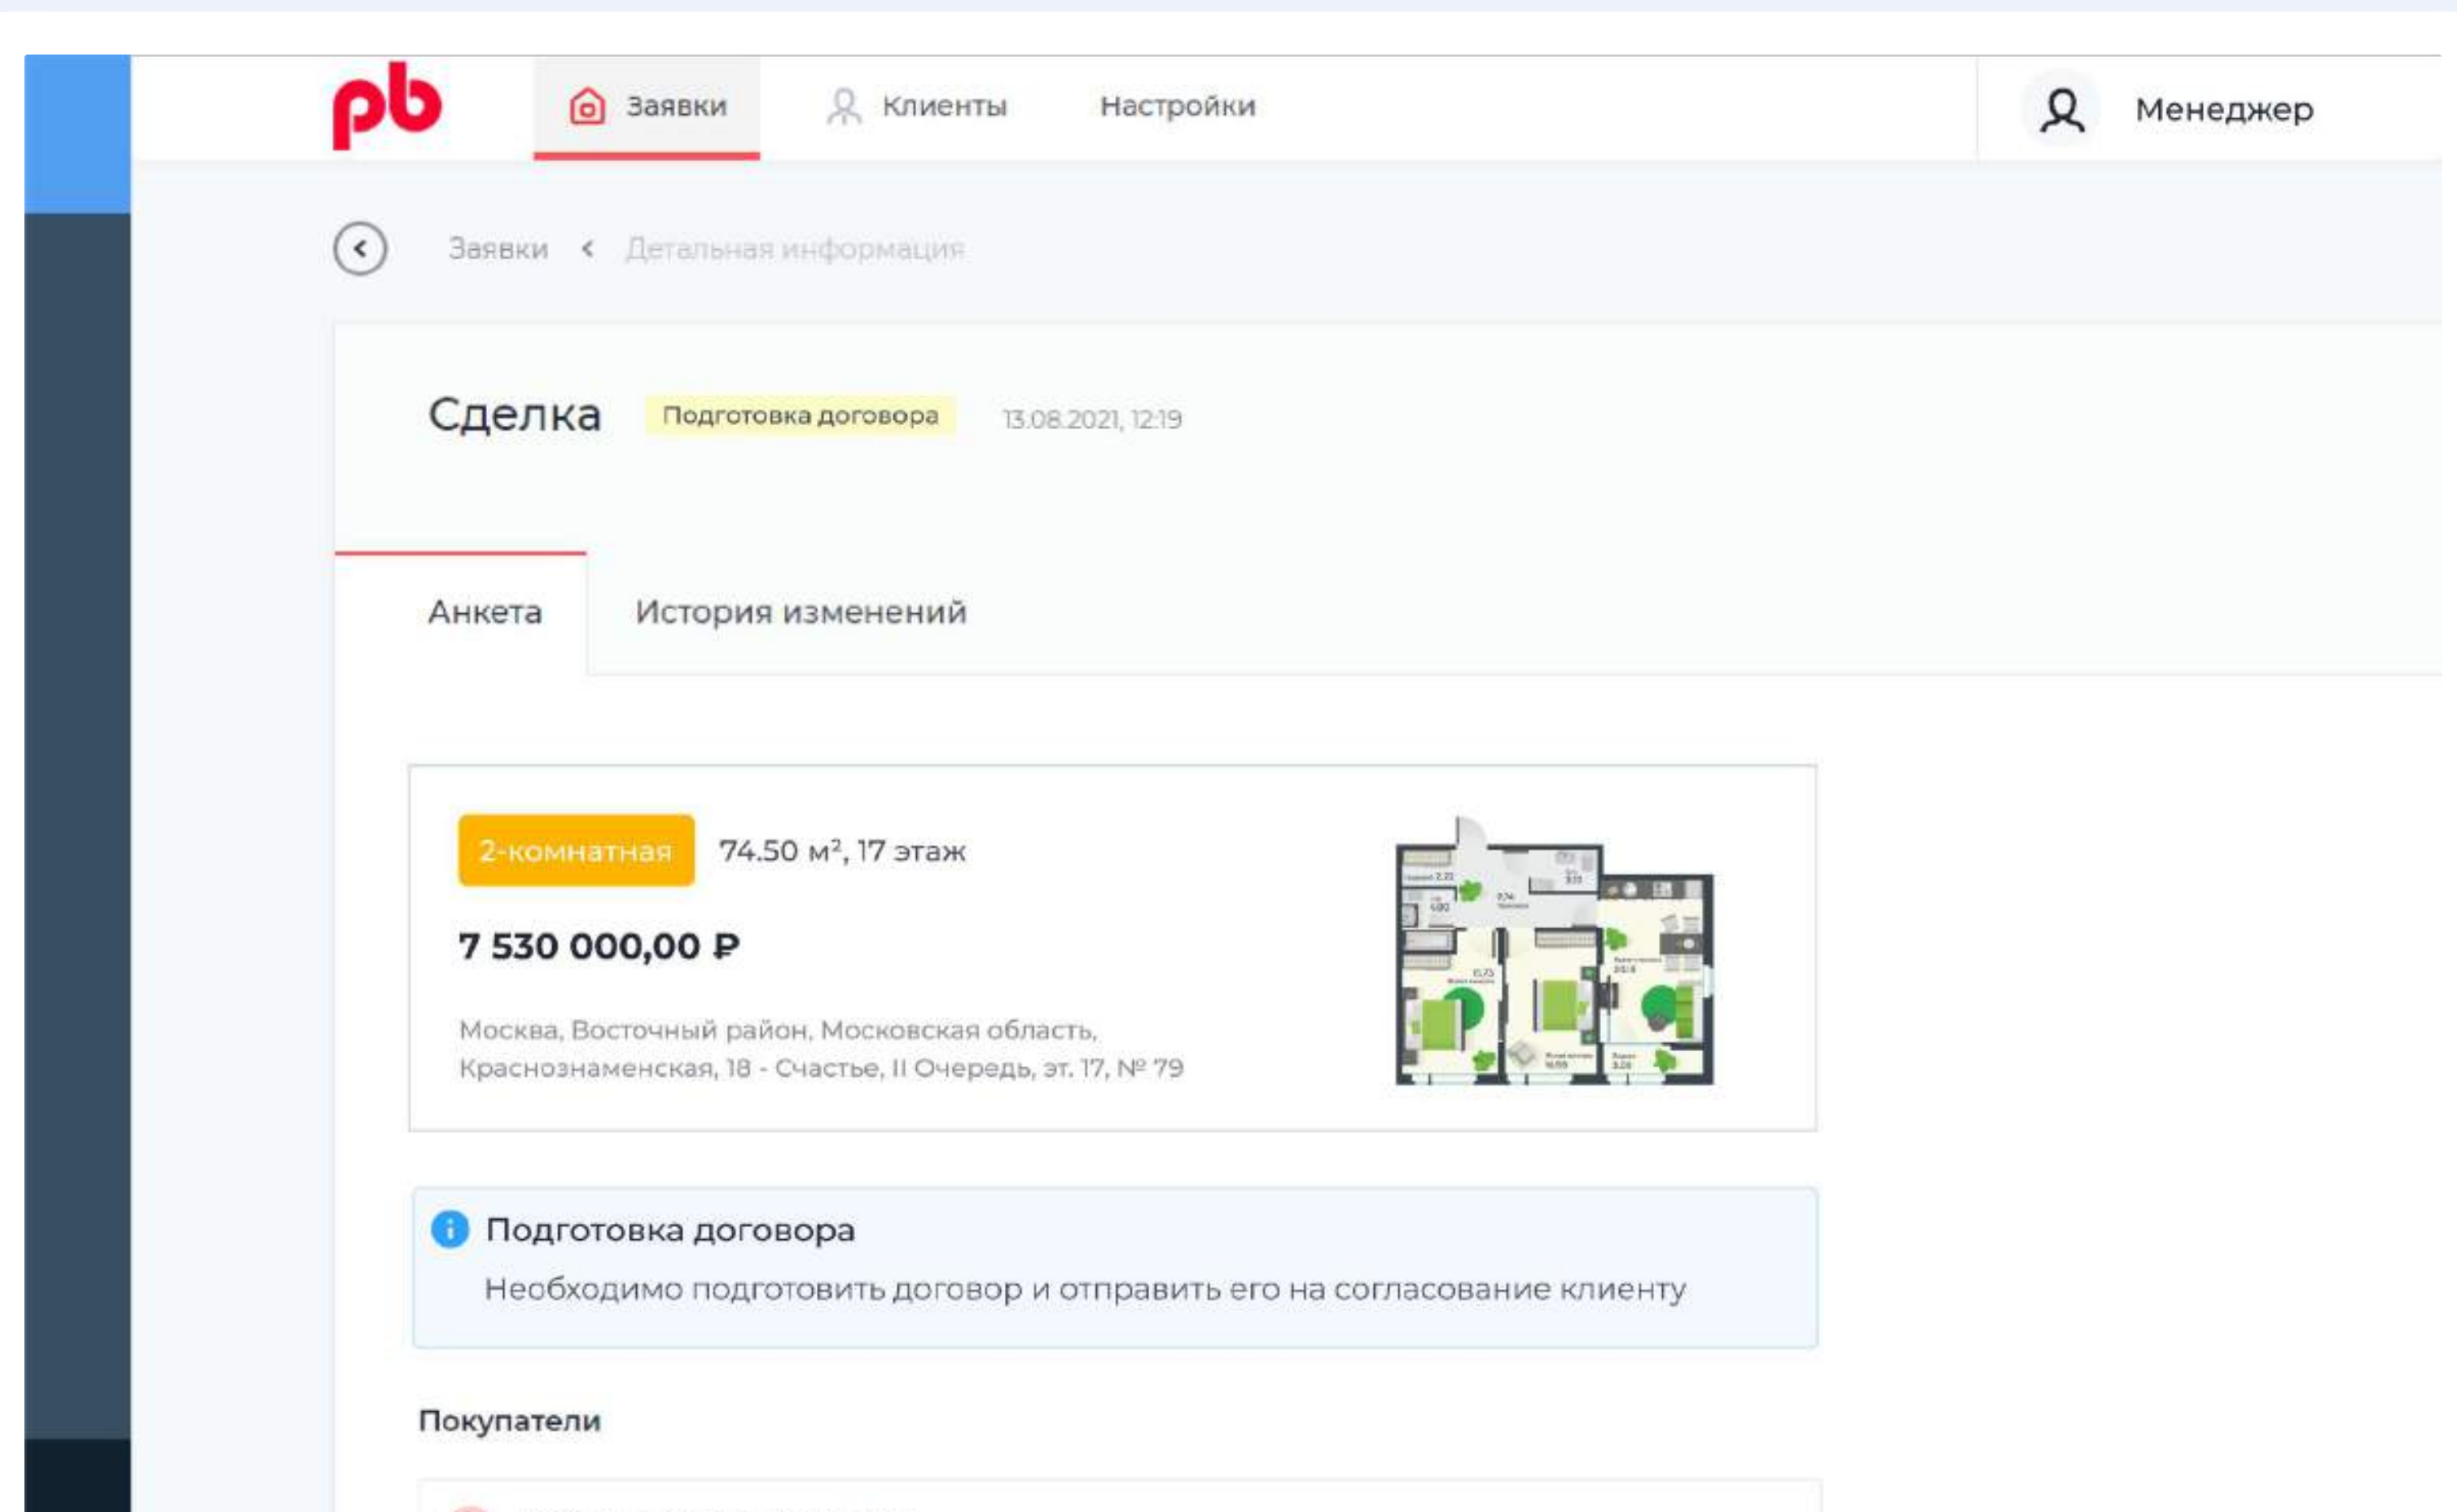 pb
Заявки
Клиенты
Настройки
Менеджер
Заявки < Детальная информация
Сделка
Подготовка договора
13.08.2021, 12:19
Анкета
История изменений
2-комнатная
74.50 м², 17 этаж
7 530 000,00 ₽
Москва, Восточный район, Московская область,
Краснознаменская, 18 - Счастье, II Очередь, эт. 17, № 79
Подготовка договора
Необходимо подготовить договор и отправить его на согласование клиенту
Покупатели